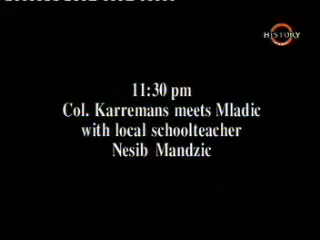 HISTORY
11:30 pm
Col. Karremans meets Mladic
with local schoolteacher
Nesib Mandzic